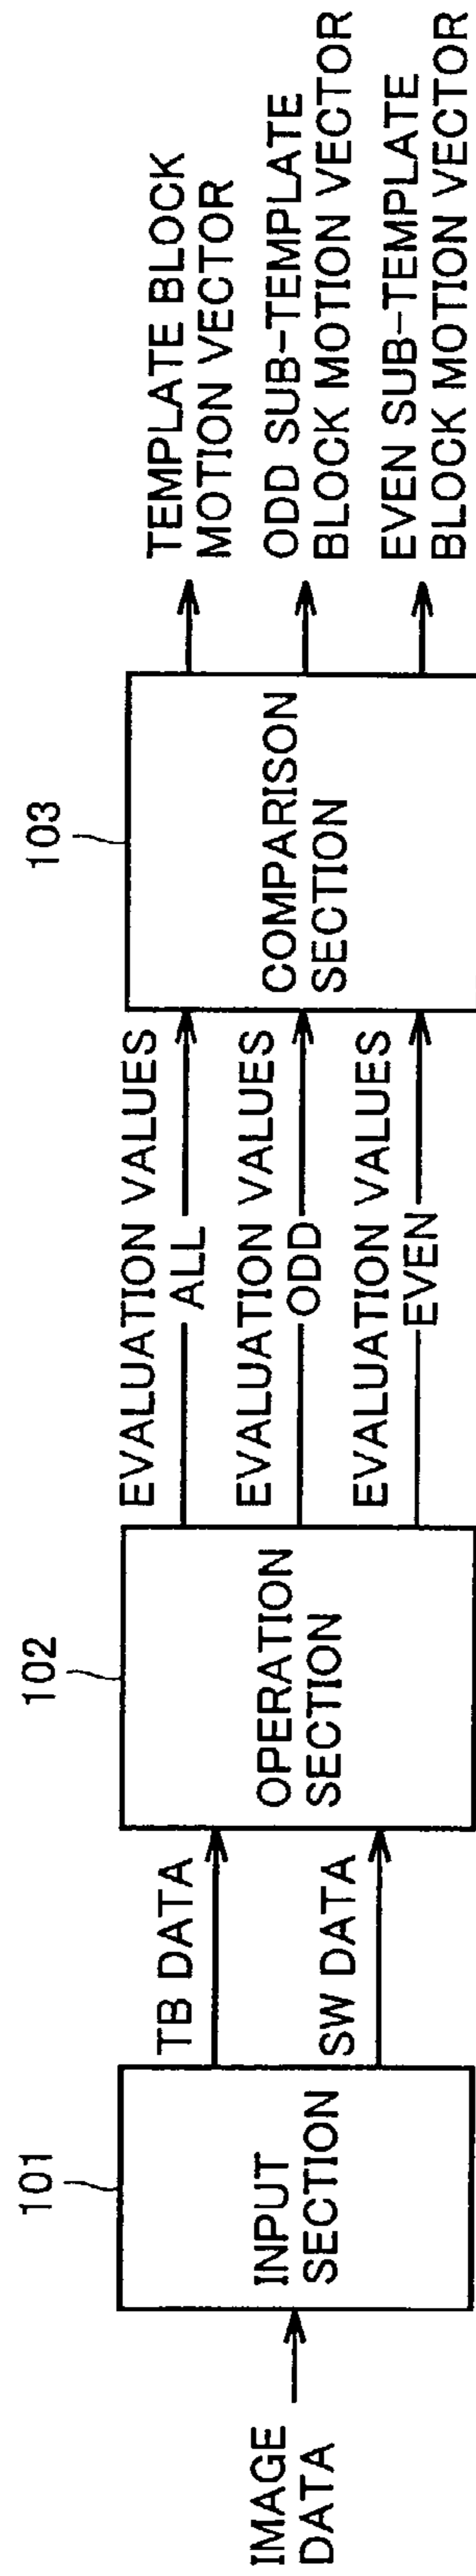 IMAGE
DATA
101
INPUT
SECTION
TB DATA
SW DATA
102
OPERATION
SECTION
EVALUATION VALUES
ALL
EVALUATION VALUES
ODD
EVALUATION VALUES
EVEN
103
COMPARISON
SECTION
TEMPLATE BLOCK
MOTION VECTOR
ODD SUB-TEMPLATE
BLOCK MOTION VECTOR
EVEN SUB-TEMPLATE
BLOCK MOTION VECTOR